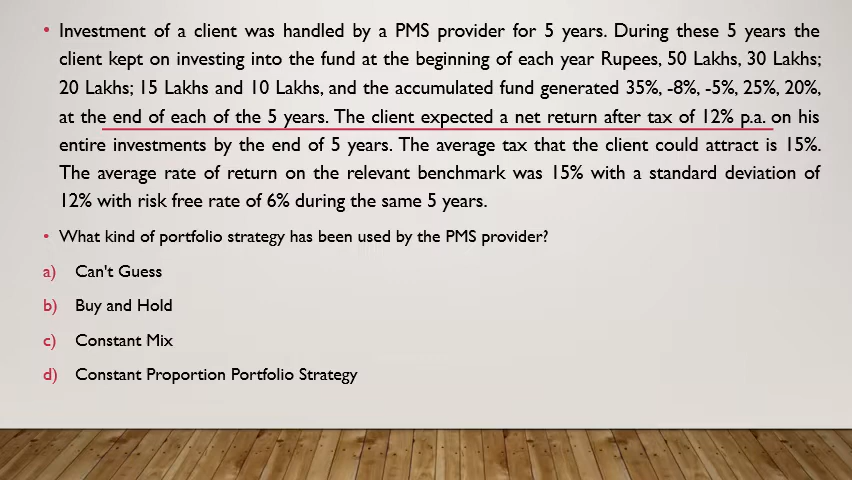 • Investment of a client was handled by a PMS provider for 5 years. During these 5 years the
client kept on investing into the fund at the beginning of each year Rupees, 50 Lakhs, 30 Lakhs;
20 Lakhs; 15 Lakhs and 10 Lakhs, and the accumulated fund generated 35%, -8%, -5%, 25%, 20%,
at the end of each of the 5 years. The client expected a net return after tax of 12% p.a. on his
entire investments by the end of 5 years. The average tax that the client could attract is 15%.
The average rate of return on the relevant benchmark was 15% with a standard deviation of
12% with risk free rate of 6% during the same 5 years.
• What kind of portfolio strategy has been used by the PMS provider?
a) Can't Guess
b) Buy and Hold
c) Constant Mix
d) Constant Proportion Portfolio Strategy